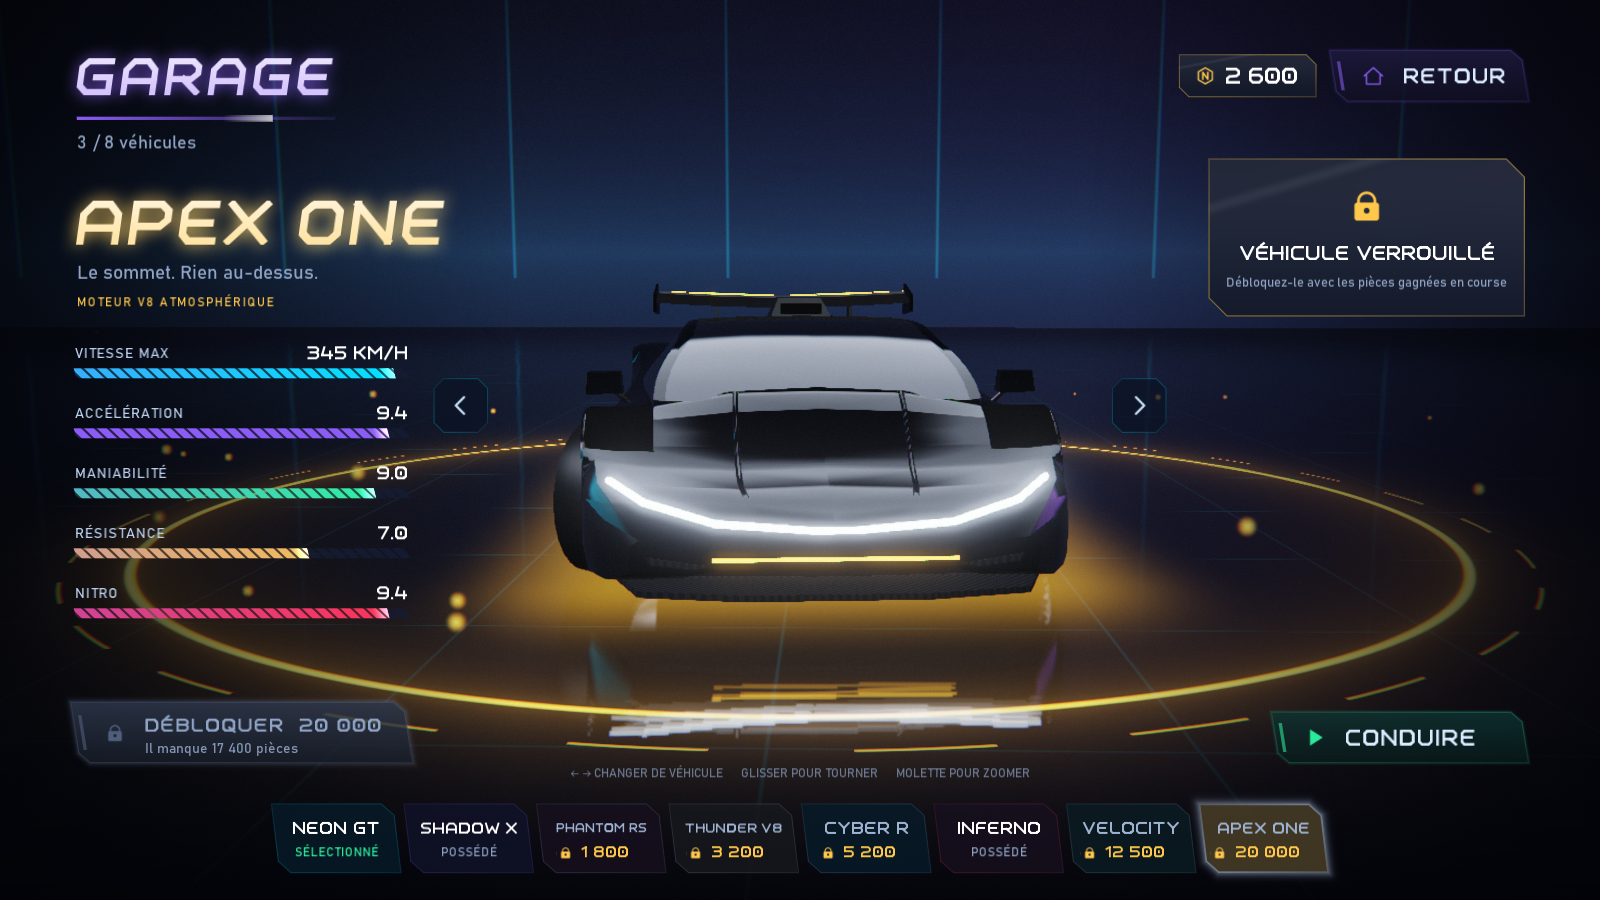 GARAGE
3 / 8 véhicules
2 600
RETOUR
APEX ONE
Le sommet. Rien au-dessus.
MOTEUR V8 ATMOSPHÉRIQUE
VÉHICULE VERROUILLÉ
Débloquez-le avec les pièces gagnées en course
VITESSE MAX 345 KM/H
ACCÉLÉRATION 9.4
MANIABILITÉ 9.0
RÉSISTANCE 7.0
NITRO 9.4
DÉBLOQUER 20 000
Il manque 17 400 pièces
CONDUIRE
← → CHANGER DE VÉHICULE GLISSER POUR TOURNER MOLETTE POUR ZOOMER
NEON GT
SÉLECTIONNÉ
SHADOW X
POSSÉDÉ
PHANTOM RS
1 800
THUNDER V8
3 200
CYBER R
5 200
INFERNO
POSSÉDÉ
VELOCITY
12 500
APEX ONE
20 000